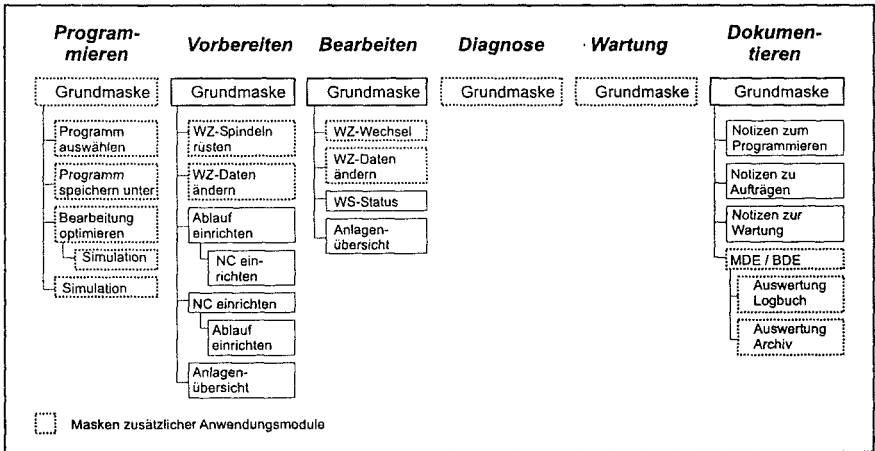 Program-
mieren
Vorbereiten
Bearbeiten
Diagnose
Wartung
Dokumen-
tieren
Grundmaske
Grundmaske
Grundmaske
Grundmaske
Grundmaske
Grundmaske
Programm
auswählen
Programm
speichern unter
Bearbeitung
optimieren
Simulation
Simulation
WZ-Spindeln
rüsten
WZ-Daten
ändern
Ablauf
einrichten
NC ein-
richten
NC einrichten
Ablauf
einrichten
Anlagen-
übersicht
WZ-Wechsel
WZ-Daten
ändern
WS-Status
Anlagen-
übersicht
Notizen zum
Programmieren
Notizen zu
Aufträgen
Notizen zur
Wartung
MDE / BDE
Auswertung
Logbuch
Auswertung
Archiv
Masken zusätzlicher Anwendungsmodule